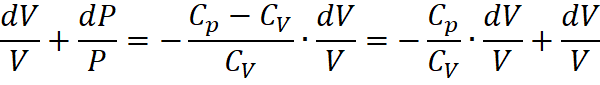 dV/V + dP/P = −(C_p − C_V)/C_V · dV/V = −C_p/C_V · dV/V + dV/V